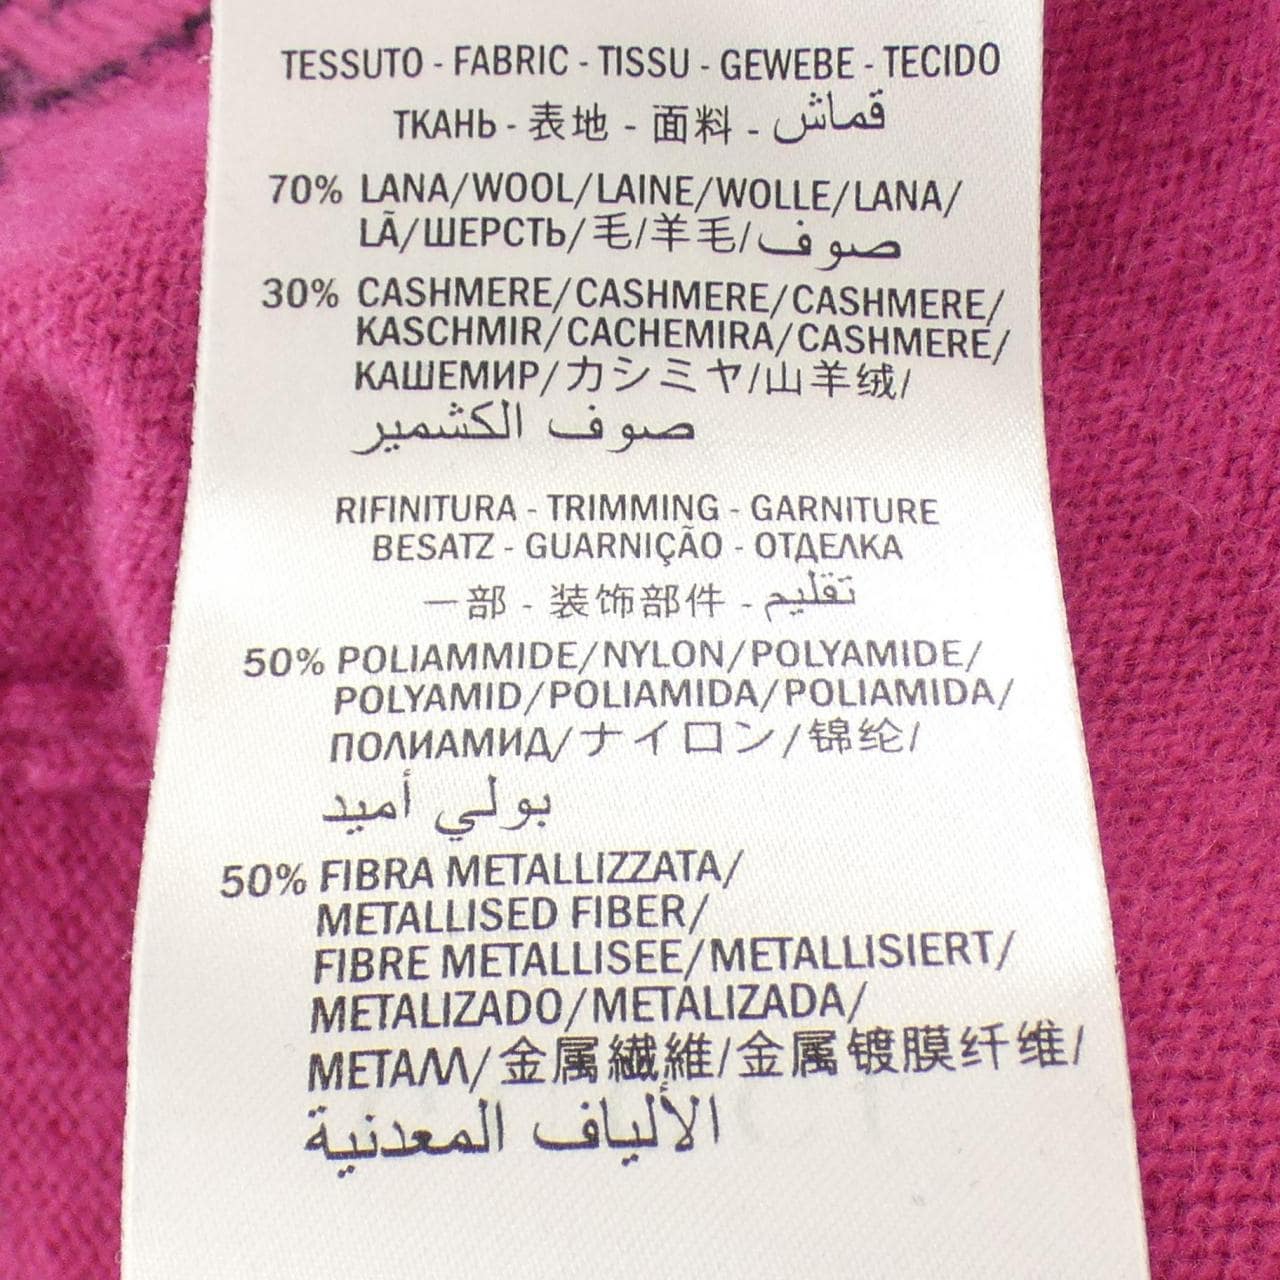 TESSUTO - FABRIC - TISSU - GEWEBE - TECIDO
ТКАНЬ - 表地 - 面料 - قماش
70% LANA/WOOL/LAINE/WOLLE/LANA/
LÃ/ШЕРСТЬ/毛/羊毛/صوف
30% CASHMERE/CASHMERE/CASHMERE/
KASCHMIR/CACHEMIRA/CASHMERE/
КАШЕМИР/カシミヤ/山羊绒/
صوف الكشمير
RIFINITURA - TRIMMING - GARNITURE
BESATZ - GUARNIÇÃO - ОТДЕЛКА
一部 - 装饰部件 - تقليم
50% POLIAMMIDE/NYLON/POLYAMIDE/
POLYAMID/POLIAMIDA/POLIAMIDA/
ПОЛИАМИД/ナイロン/锦纶/
بولي أميد
50% FIBRA METALLIZZATA/
METALLISED FIBER/
FIBRE METALLISEE/METALLISIERT/
METALIZADO/METALIZADA/
МЕТАЛЛ/金属繊維/金属镀膜纤维/
الألياف المعدنية